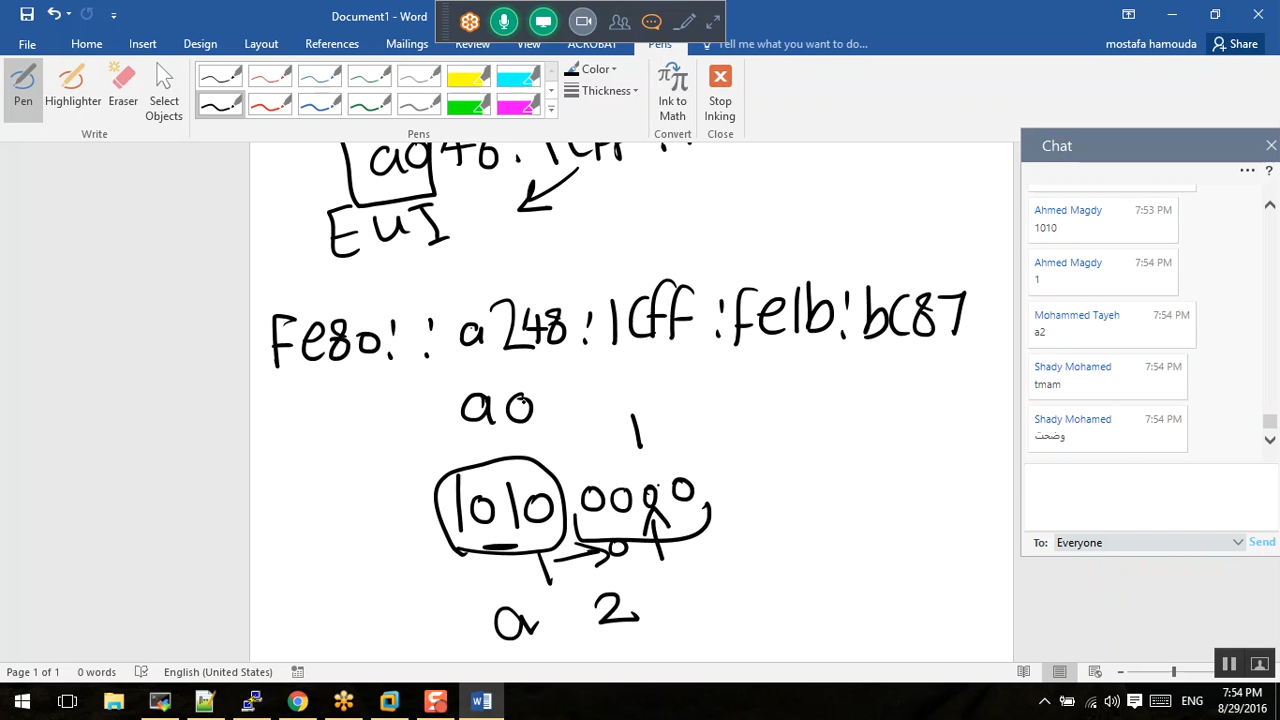 Document1 - Word
mostafa hamouda
Share
File Home Insert Design Layout References Mailings Review View ACROBAT Pens Tell me what you want to do...
Pen Highlighter Eraser Select Objects
Color
Thickness
Ink to Math
Stop Inking
Write Pens Convert Close
EUI
Fe80:: a248:1Cff:fe1b:bC87
a0
1
1010 0000
0
a 2
Chat
Ahmed Magdy 7:53 PM
1010
Ahmed Magdy 7:54 PM
1
Mohammed Tayeh 7:54 PM
a2
Shady Mohamed 7:54 PM
tmam
Shady Mohamed 7:54 PM
وضحت
To: Everyone Send
Page 1 of 1 0 words English (United States)
ENG
7:54 PM
8/29/2016